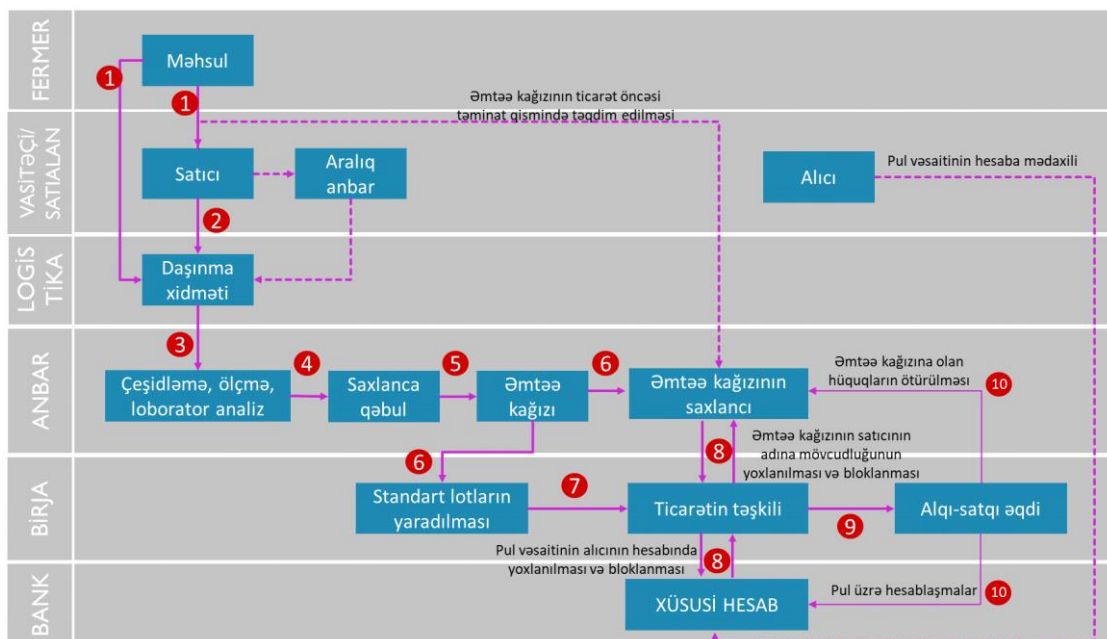 FERMER
Məhsul
1
1
Əmtəə kağızının ticarət öncəsi
təminat qismində təqdim edilməsi
VASİTƏÇİ/
SATIALAN
Satıcı
Aralıq
anbar
Alıcı
Pul vəsaitinin hesaba mədaxili
2
LOGİS
TİKA
Daşınma
xidməti
3
ANBAR
Çeşidləmə, ölçmə,
loborator analiz
4
Saxlanca
qəbul
5
Əmtəə
kağızı
6
Əmtəə kağızının
saxlancı
Əmtəə kağızına olan
hüquqların ötürülməsi
10
8
Əmtəə kağızının satıcının
adına mövcudluğunun
yoxlanılması və bloklanması
6
BİRJA
Standart lotların
yaradılması
7
Ticarətin təşkili
9
Alqı-satqı əqdi
Pul vəsaitinin alıcının hesabında
yoxlanılması və bloklanması
8
BANK
XÜSUSİ HESAB
Pul üzrə hesablaşmalar
10